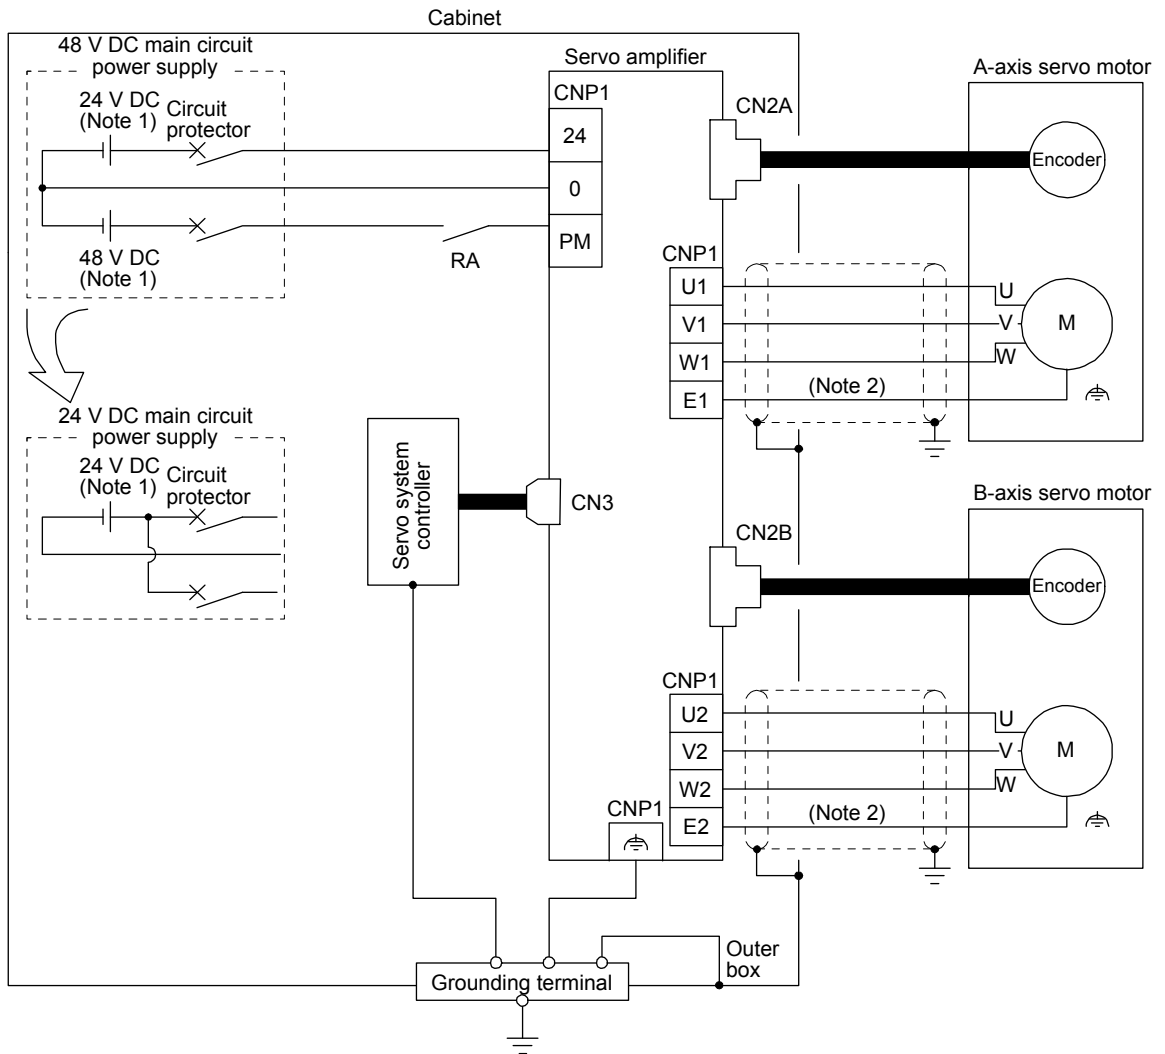 Cabinet
48 V DC main circuit
power supply
24 V DC
(Note 1)
Circuit
protector
48 V DC
(Note 1)
RA
Servo amplifier
CNP1
24
0
PM
CN2A
A-axis servo motor
Encoder
CNP1
U1
V1
W1
E1
U
V
W
M
(Note 2)
24 V DC main circuit
power supply
24 V DC
(Note 1)
Circuit
protector
Servo system
controller
CN3
CN2B
B-axis servo motor
Encoder
CNP1
U2
V2
W2
E2
U
V
W
M
(Note 2)
CNP1
Outer
box
Grounding terminal